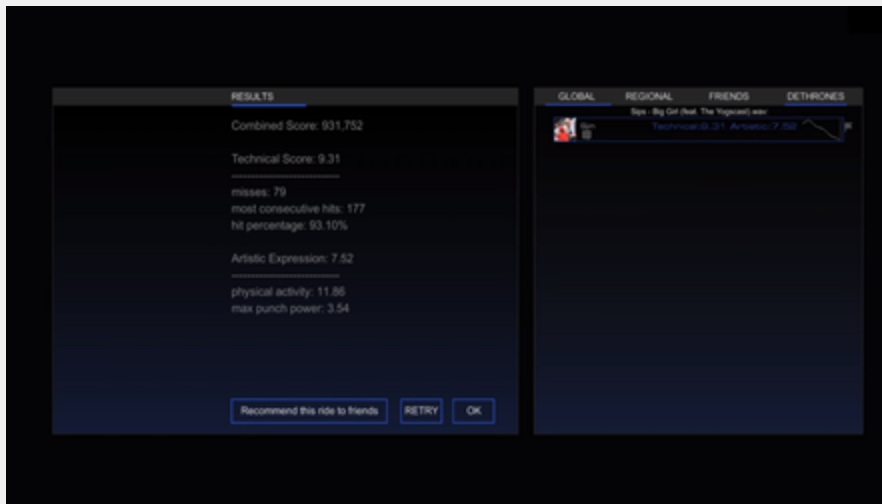 RESULTS
Combined Score: 931,752
Technical Score: 9.31
misses: 79
most consecutive hits: 177
hit percentage: 93.10%
Artistic Expression: 7.52
physical activity: 11.86
max punch power: 3.54
Recommend this ride to friends RETRY OK
GLOBAL REGIONAL FRIENDS DETHRONES
Sips - Big Girl (feat. The Yogscast).wav
Technical:9.31 Artistic:7.52